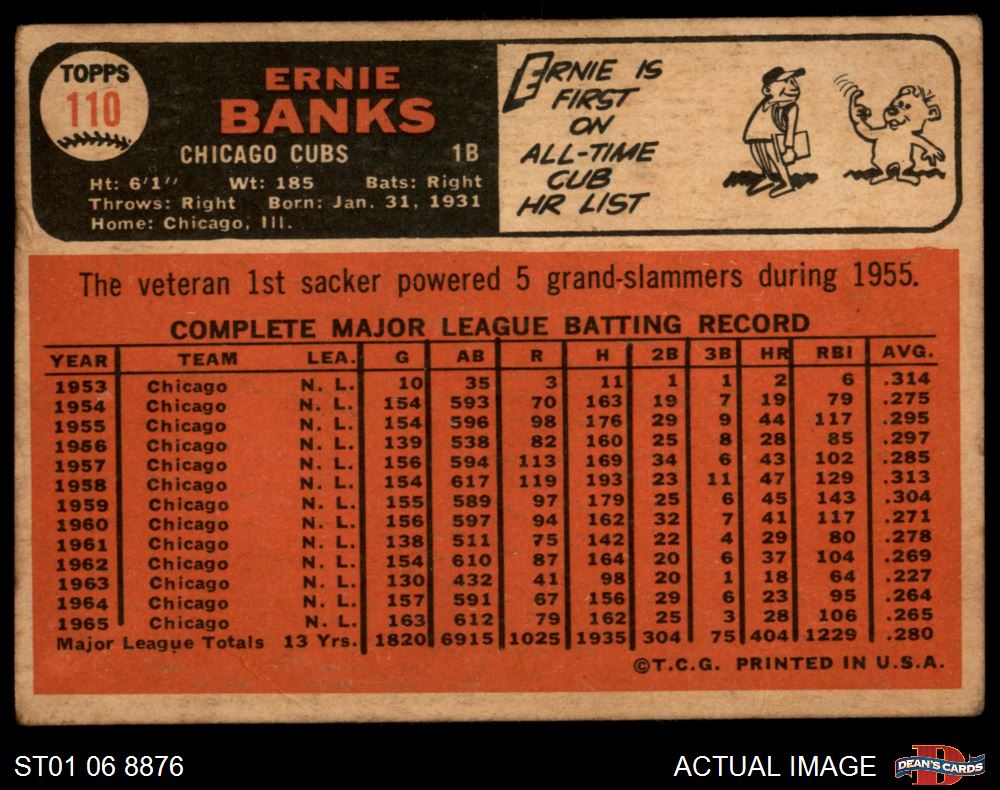 TOPPS
110
ERNIE
BANKS
CHICAGO CUBS 1B
Ht: 6'1" Wt: 185 Bats: Right
Throws: Right Born: Jan. 31, 1931
Home: Chicago, Ill.
ERNIE IS
FIRST
ON
ALL-TIME
CUB
HR LIST
The veteran 1st sacker powered 5 grand-slammers during 1955.
COMPLETE MAJOR LEAGUE BATTING RECORD
YEAR TEAM LEA. G AB R H 2B 3B HR RBI AVG.
1953 Chicago N. L. 10 35 3 11 1 1 2 6 .314
1954 Chicago N. L. 154 593 70 163 19 7 19 79 .275
1955 Chicago N. L. 154 596 98 176 29 9 44 117 .295
1956 Chicago N. L. 139 538 82 160 25 8 28 85 .297
1957 Chicago N. L. 156 594 113 169 34 6 43 102 .285
1958 Chicago N. L. 154 617 119 193 23 11 47 129 .313
1959 Chicago N. L. 155 589 97 179 25 6 45 143 .304
1960 Chicago N. L. 156 597 94 162 32 7 41 117 .271
1961 Chicago N. L. 138 511 75 142 22 4 29 80 .278
1962 Chicago N. L. 154 610 87 164 20 6 37 104 .269
1963 Chicago N. L. 130 432 41 98 20 1 18 64 .227
1964 Chicago N. L. 157 591 67 156 29 6 23 95 .264
1965 Chicago N. L. 163 612 79 162 25 3 28 106 .265
Major League Totals 13 Yrs. 1820 6915 1025 1935 304 75 404 1229 .280
©T.C.G. PRINTED IN U.S.A.
ST01 06 8876
ACTUAL IMAGE
D
DEAN'S CARDS